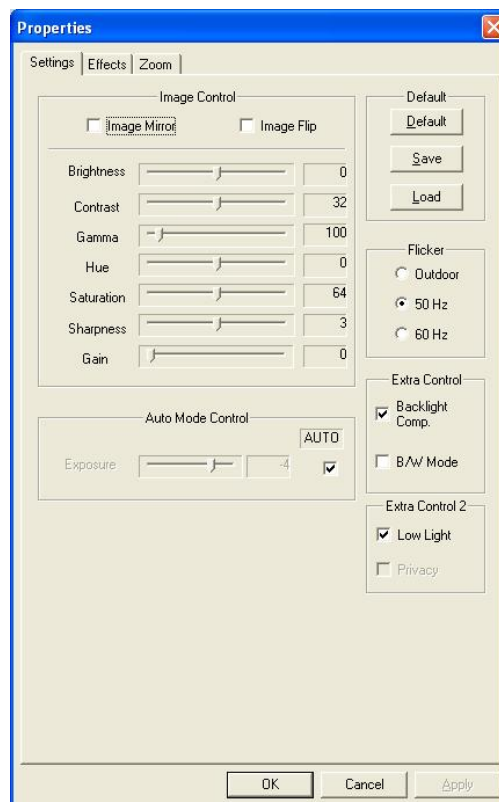 Properties
Settings Effects Zoom
Image Control
Image Mirror Image Flip
Brightness 0
Contrast 32
Gamma 100
Hue 0
Saturation 64
Sharpness 3
Gain 0
Auto Mode Control
AUTO
Exposure -4
Default
Default
Save
Load
Flicker
Outdoor
50 Hz
60 Hz
Extra Control
Backlight
Comp.
B/W Mode
Extra Control 2
Low Light
Privacy
OK Cancel Apply